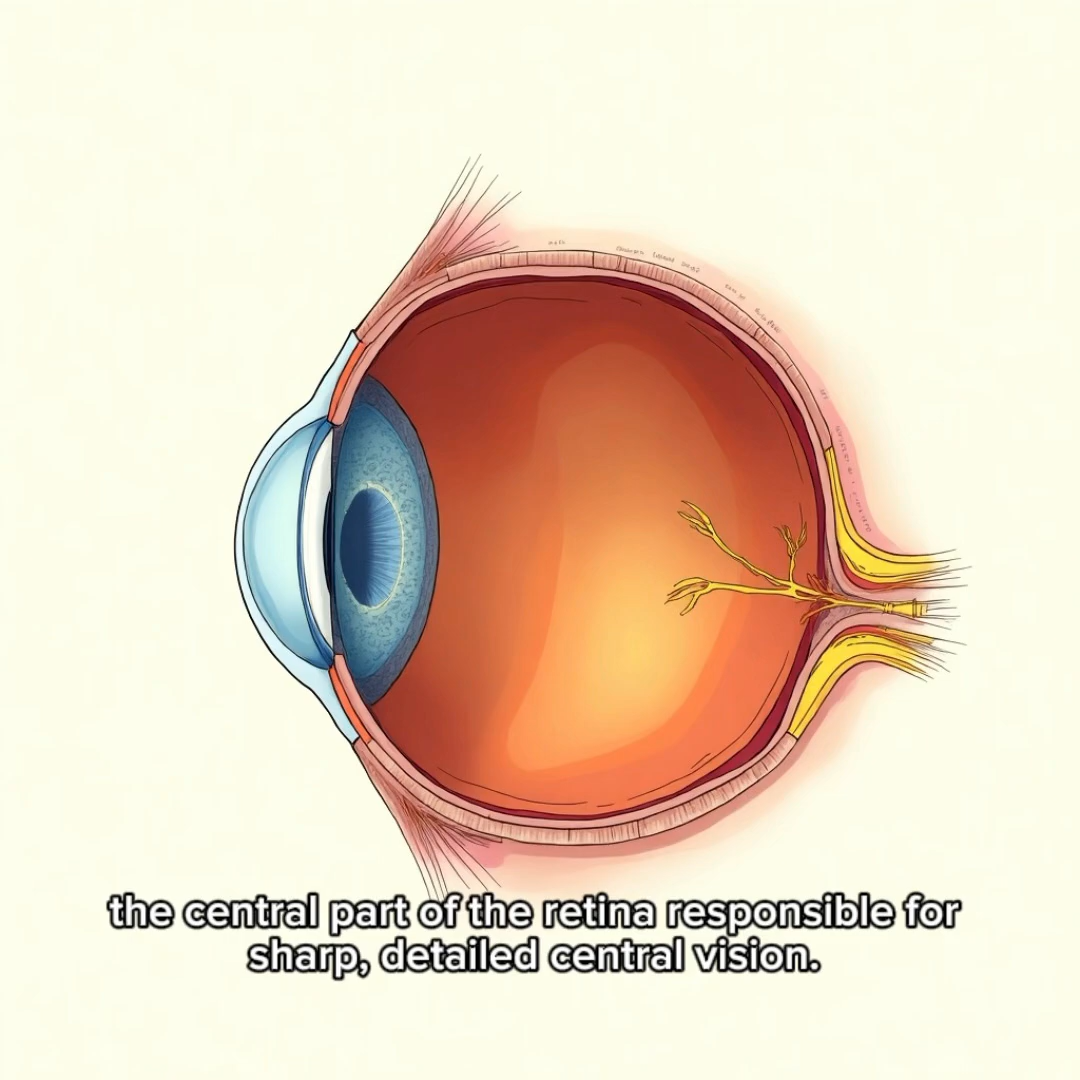 the central part of the retina responsible for
sharp, detailed central vision.